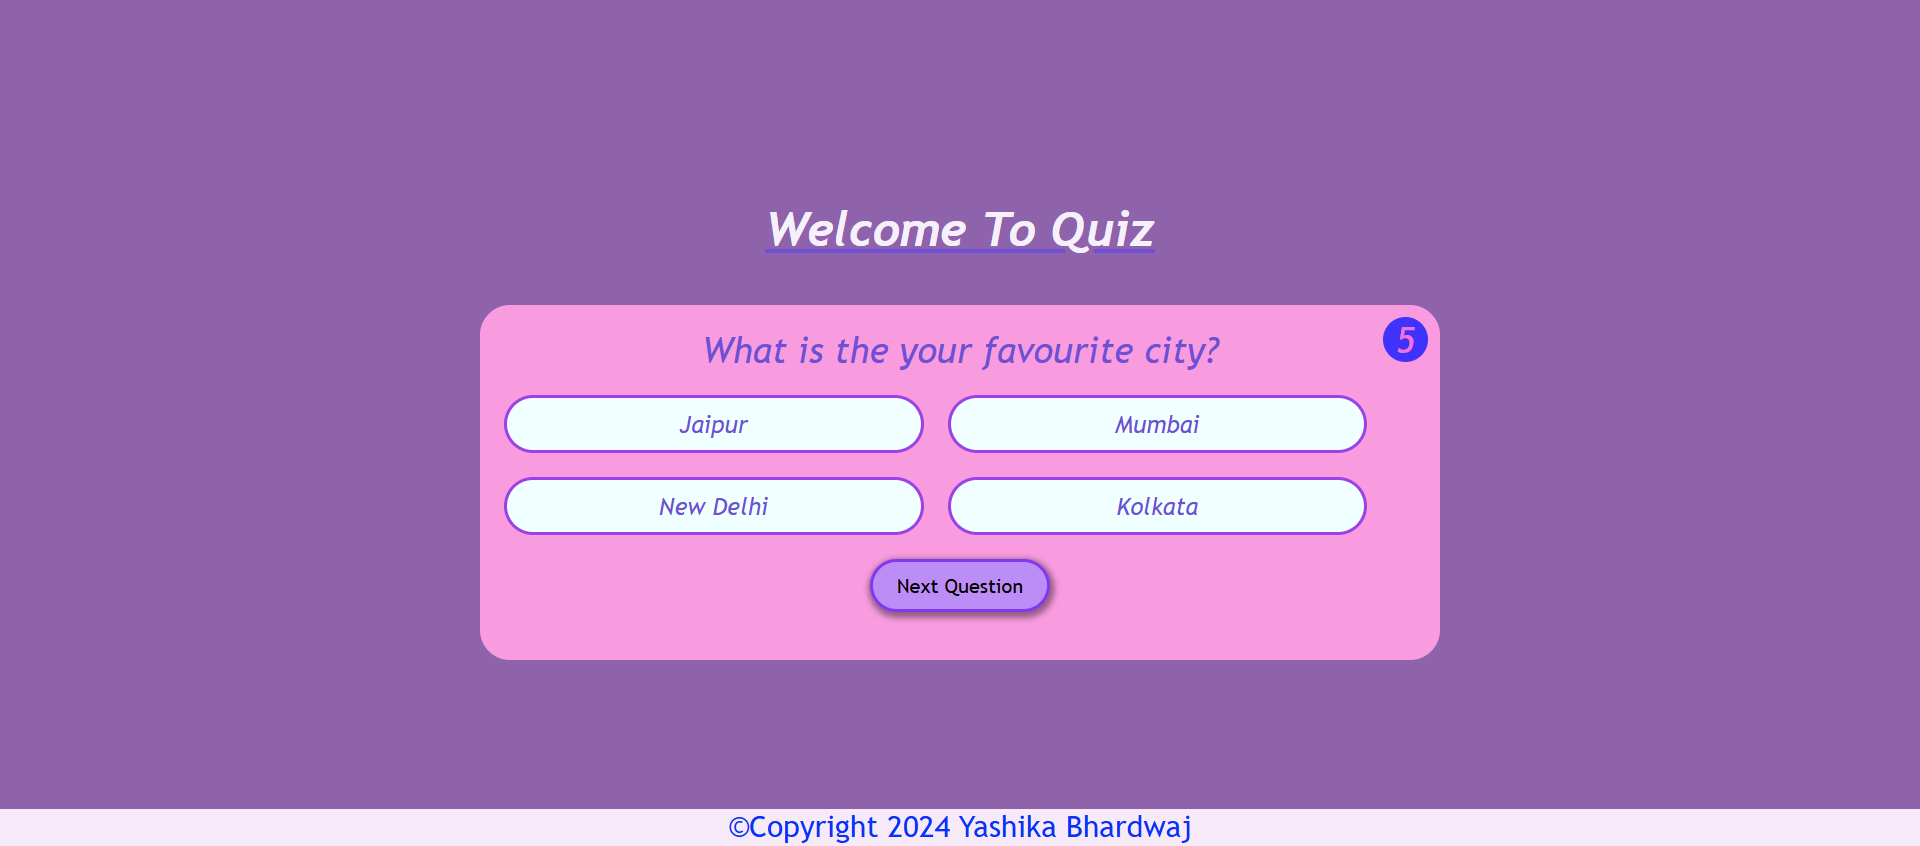 Welcome To Quiz
What is the your favourite city?
5
Jaipur
Mumbai
New Delhi
Kolkata
Next Question
©Copyright 2024 Yashika Bhardwaj